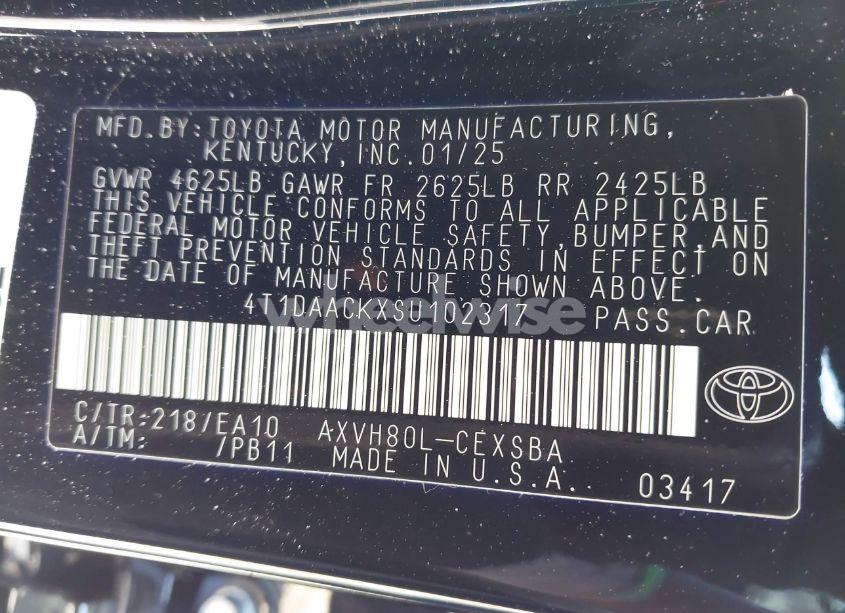 MFD.BY:TOYOTA MOTOR MANUFACTURING,
KENTUCKY,INC.01/25
GVWR 4625LB GAWR FR 2625LB RR 2425LB
THIS VEHICLE CONFORMS TO ALL APPLICABLE
FEDERAL MOTOR VEHICLE SAFETY,BUMPER,AND
THEFT PREVENTION STANDARDS IN EFFECT ON
THE DATE OF MANUFACTURE SHOWN ABOVE.
4T1DAACKXSU102317 PASS.CAR
wheelwise
C/TR:218/EA10 AXVH80L-CEXSBA
A/TM: /PB11 MADE IN U.S.A. 03417